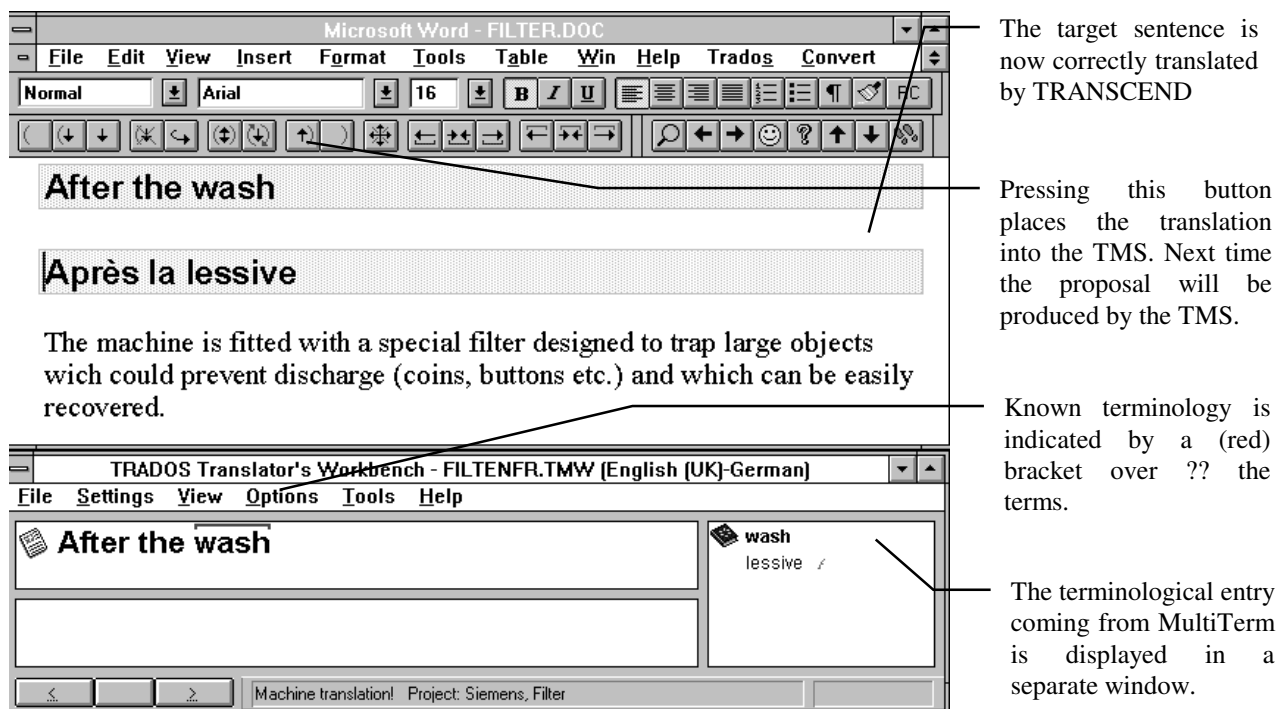 Microsoft Word - FILTER.DOC
File Edit View Insert Format Tools Table Win Help Trados Convert
Normal Arial 16 B I U ¶
After the wash
Après la lessive
The machine is fitted with a special filter designed to trap large objects
wich could prevent discharge (coins, buttons etc.) and which can be easily
recovered.
TRADOS Translator's Workbench - FILTENFR.TMW (English (UK)-German)
File Settings View Options Tools Help
After the wash
wash
lessive f
< >
Machine translation! Project: Siemens, Filter
The target sentence is
now correctly translated
by TRANSCEND
Pressing this button
places the translation
into the TMS. Next time
the proposal will be
produced by the TMS.
Known terminology is
indicated by a (red)
bracket over ?? the
terms.
The terminological entry
coming from MultiTerm
is displayed in a
separate window.